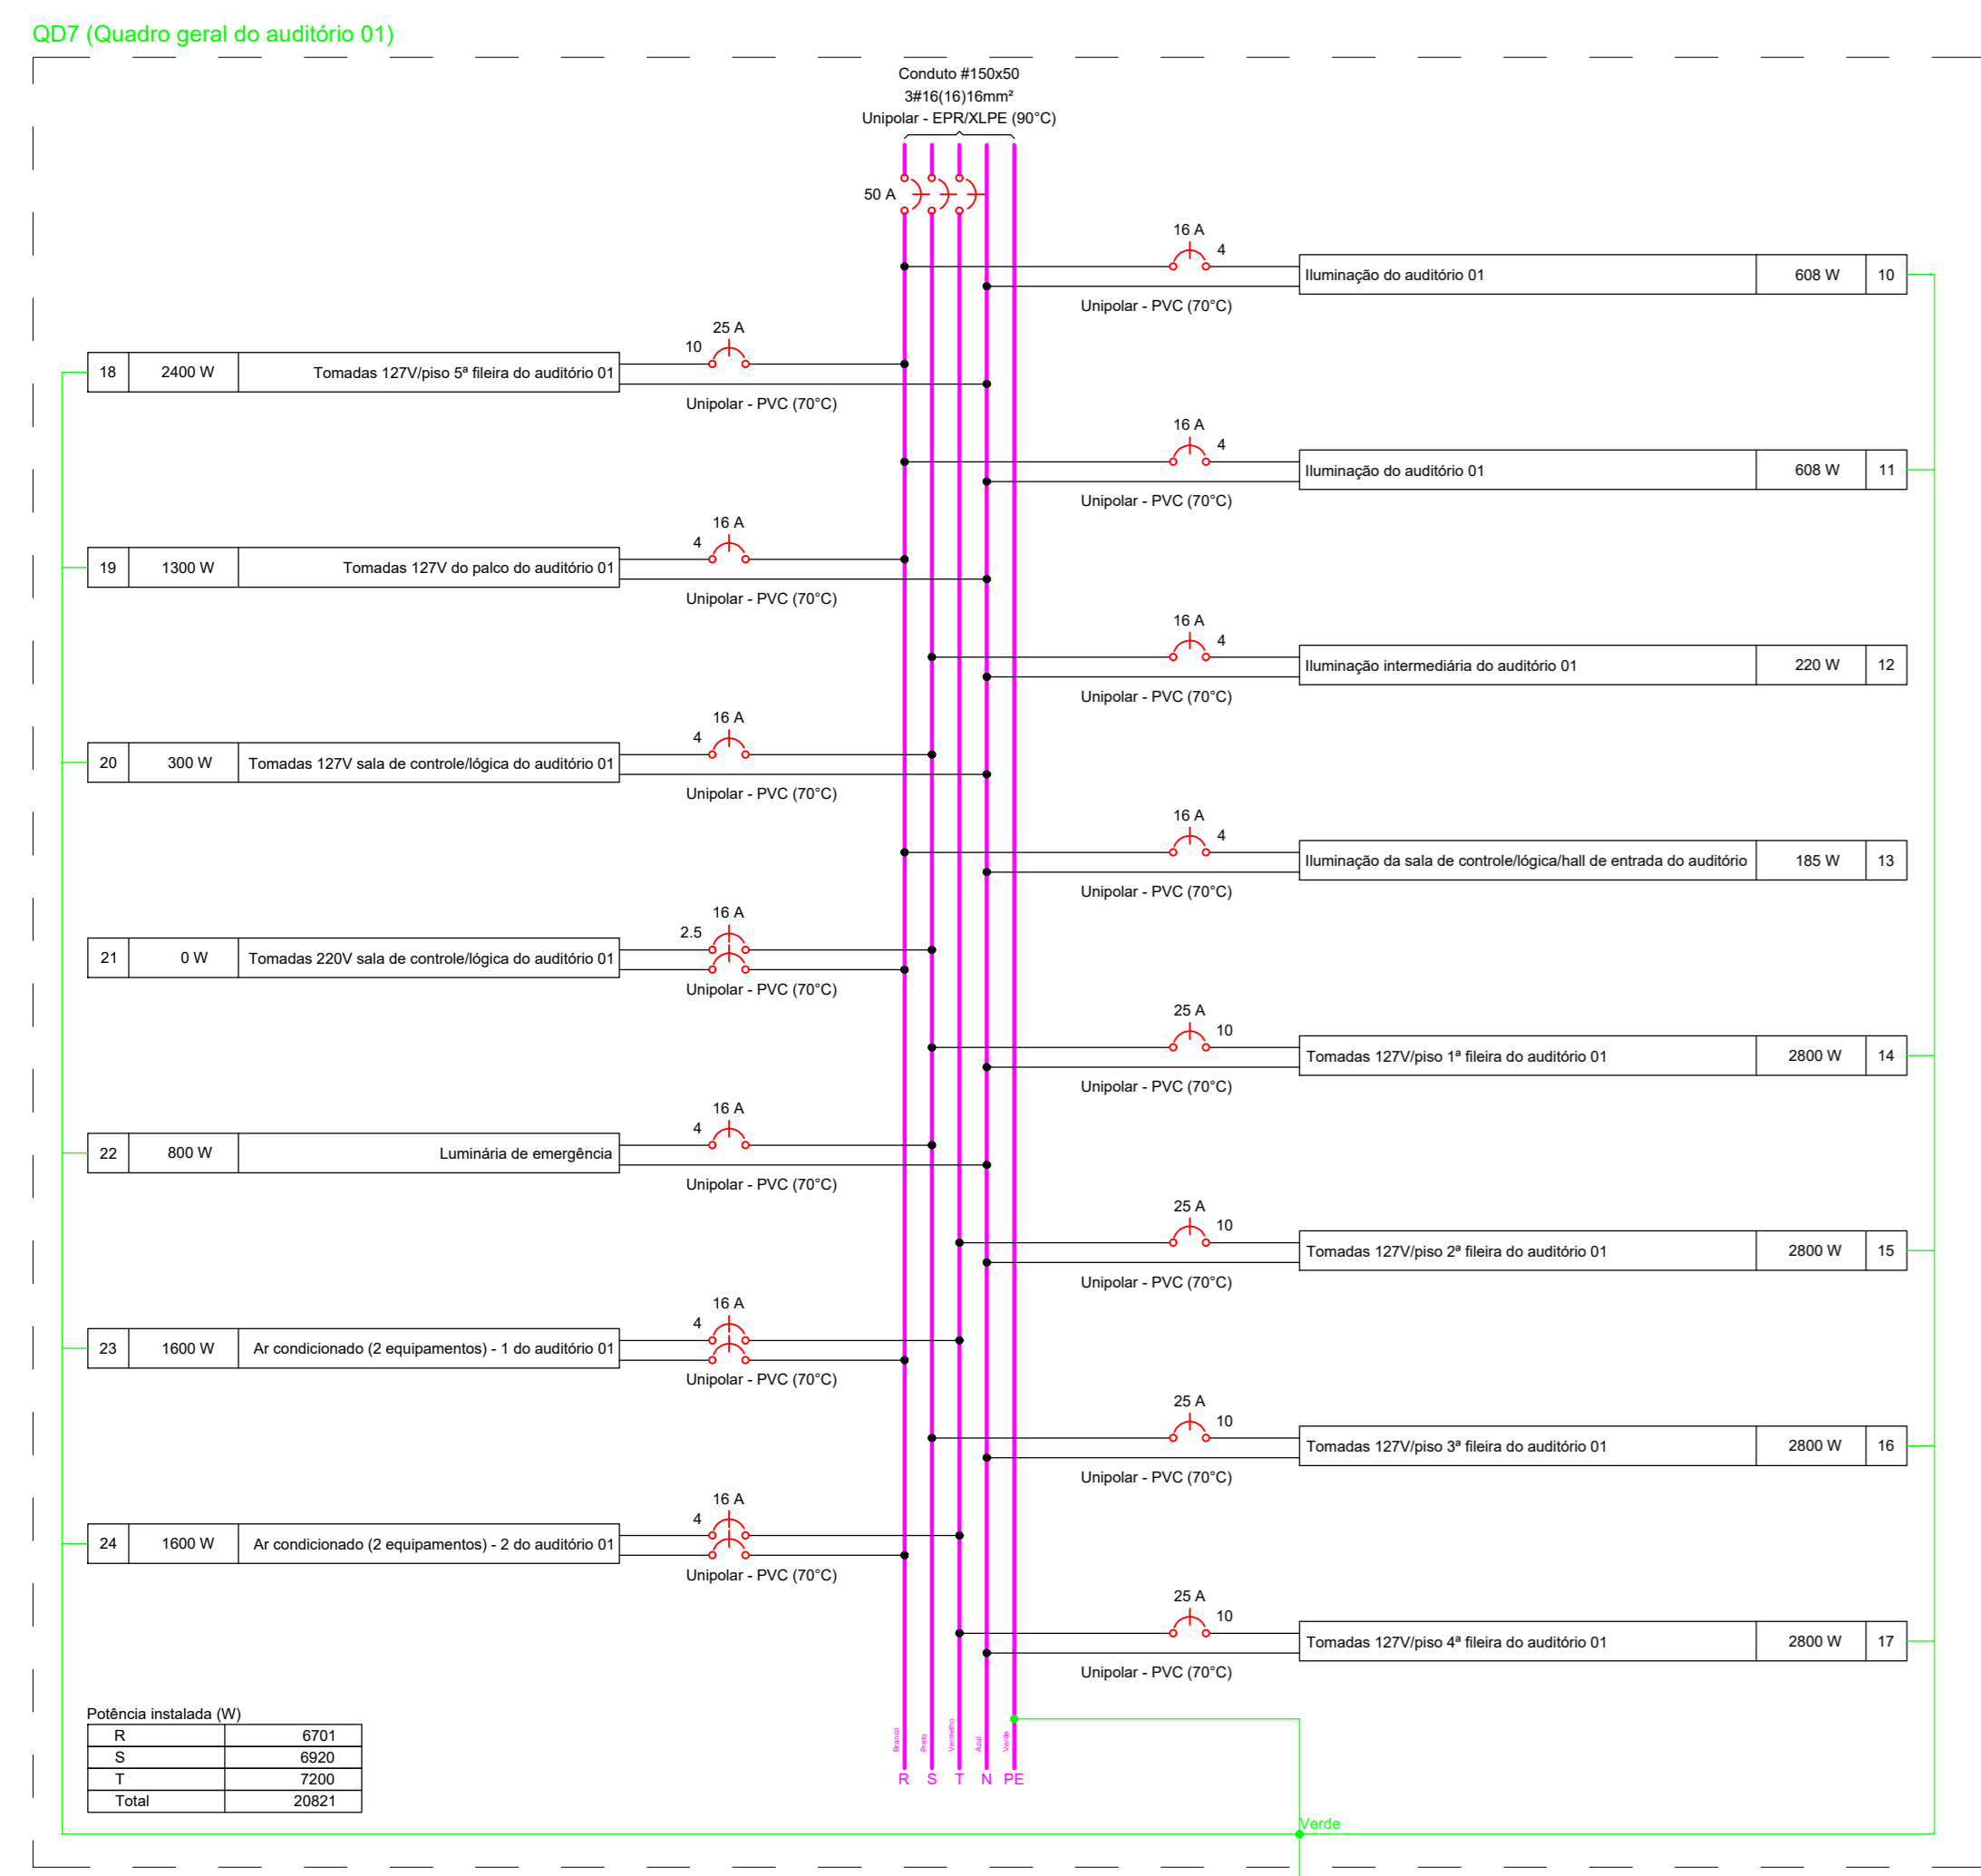 QD7 (Quadro geral do auditório 01)
Conduto #150x50
3#16(16)16mm²
Unipolar - EPR/XLPE (90°C)
50 A
16 A
4
Iluminação do auditório 01 608 W 10
Unipolar - PVC (70°C)
25 A
10
18 2400 W Tomadas 127V/piso 5ª fileira do auditório 01
Unipolar - PVC (70°C)
16 A
4
Iluminação do auditório 01 608 W 11
Unipolar - PVC (70°C)
16 A
4
19 1300 W Tomadas 127V do palco do auditório 01
Unipolar - PVC (70°C)
16 A
4
Iluminação intermediária do auditório 01 220 W 12
Unipolar - PVC (70°C)
16 A
4
20 300 W Tomadas 127V sala de controle/lógica do auditório 01
Unipolar - PVC (70°C)
16 A
4
Iluminação da sala de controle/lógica/hall de entrada do auditório 185 W 13
Unipolar - PVC (70°C)
16 A
2.5
21 0 W Tomadas 220V sala de controle/lógica do auditório 01
Unipolar - PVC (70°C)
25 A
10
Tomadas 127V/piso 1ª fileira do auditório 01 2800 W 14
Unipolar - PVC (70°C)
16 A
4
22 800 W Luminária de emergência
Unipolar - PVC (70°C)
25 A
10
Tomadas 127V/piso 2ª fileira do auditório 01 2800 W 15
Unipolar - PVC (70°C)
16 A
4
23 1600 W Ar condicionado (2 equipamentos) - 1 do auditório 01
Unipolar - PVC (70°C)
25 A
10
Tomadas 127V/piso 3ª fileira do auditório 01 2800 W 16
Unipolar - PVC (70°C)
16 A
4
24 1600 W Ar condicionado (2 equipamentos) - 2 do auditório 01
Unipolar - PVC (70°C)
25 A
10
Tomadas 127V/piso 4ª fileira do auditório 01 2800 W 17
Unipolar - PVC (70°C)
Potência instalada (W)
R 6701
S 6920
T 7200
Total 20821
Branco
Preto
Vermelho
Azul
Verde
R S T N PE
Verde